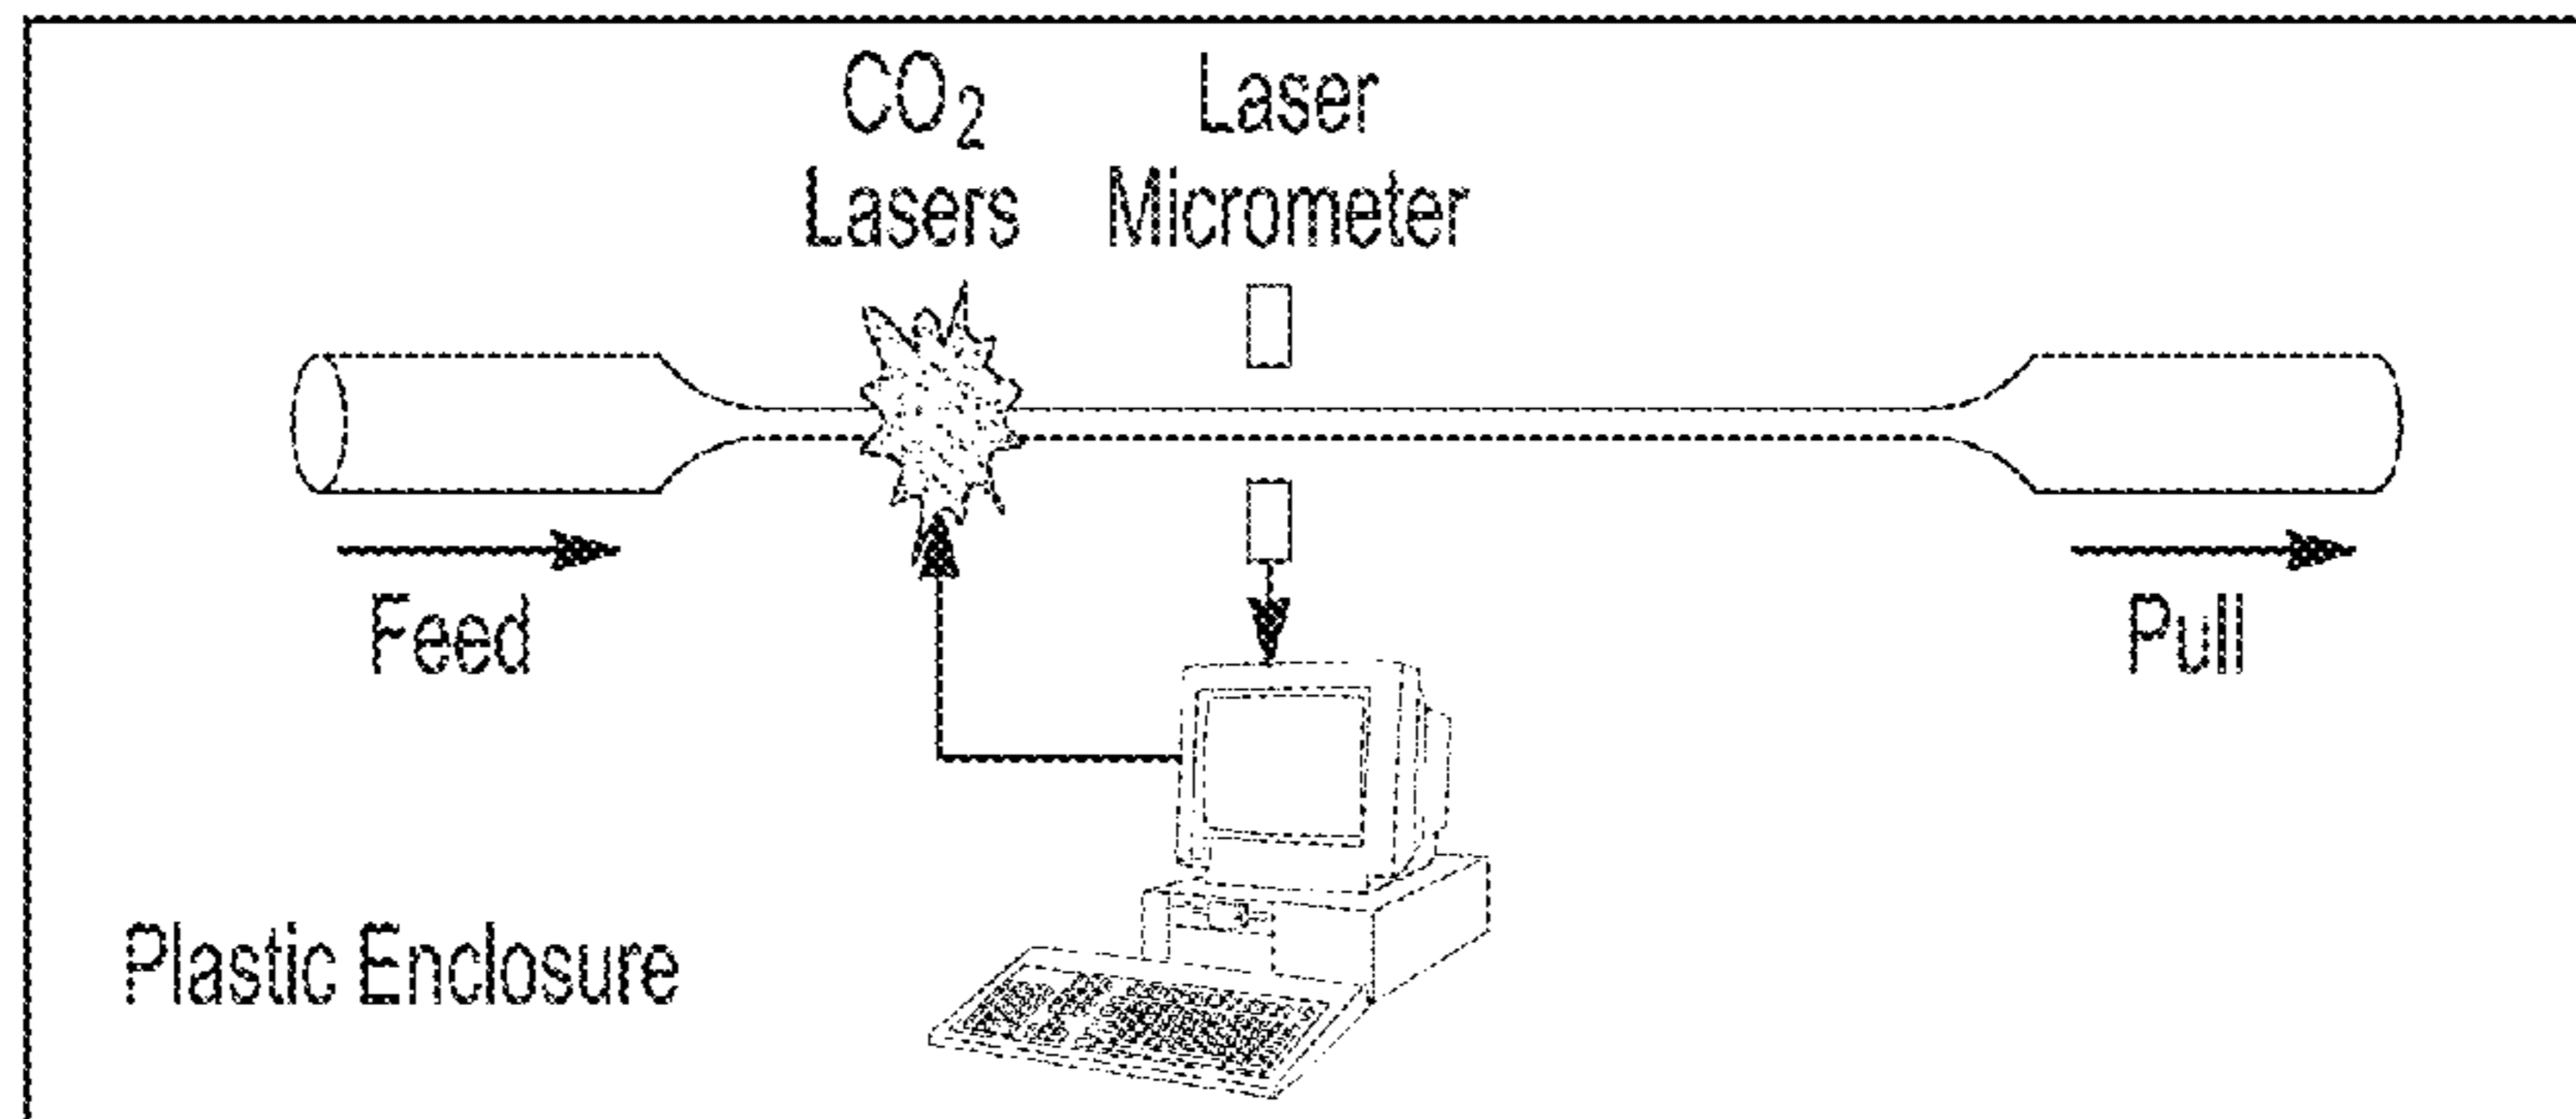 CO₂
Lasers
Laser
Micrometer
Feed
Pull
Plastic Enclosure